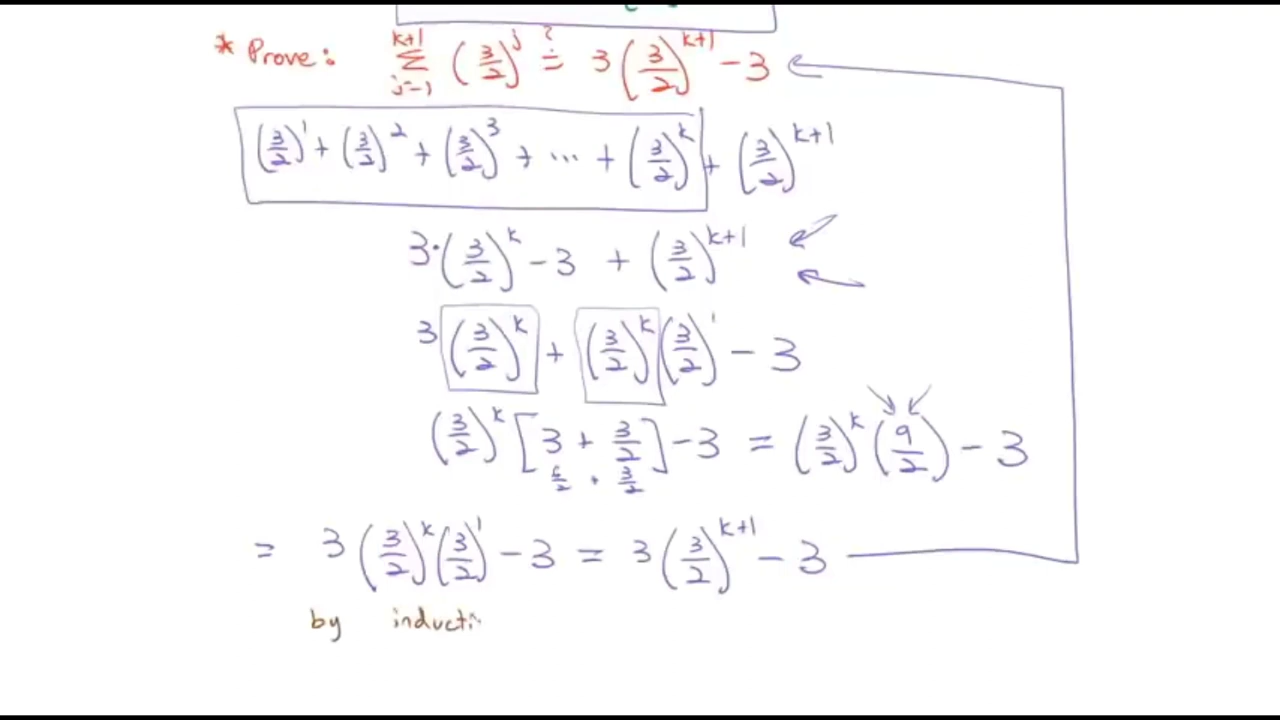 * Prove: ∑_{j=1}^{k+1} (3/2)^j ≟ 3(3/2)^{k+1} - 3
(3/2)^1 + (3/2)^2 + (3/2)^3 + ... + (3/2)^k + (3/2)^{k+1}
3·(3/2)^k - 3 + (3/2)^{k+1}
3(3/2)^k + (3/2)^k (3/2)^1 - 3
(3/2)^k [3 + 3/2] - 3 = (3/2)^k (9/2) - 3
6/2 + 3/2
= 3(3/2)^k (3/2)^1 - 3 = 3(3/2)^{k+1} - 3
by inducti